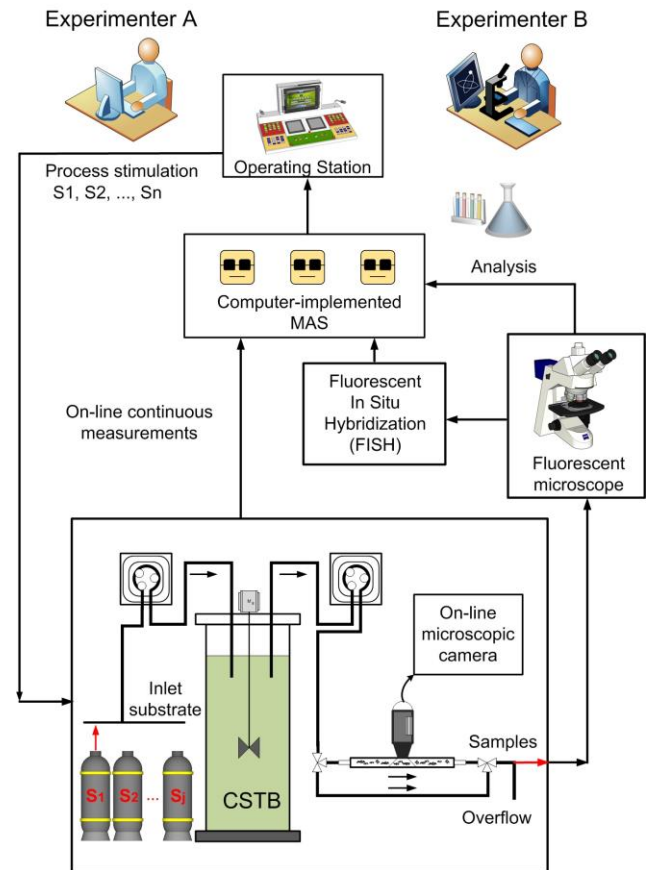 Experimenter A
Experimenter B
Process stimulation
S1, S2, ..., Sn
Operating Station
Analysis
Computer-implemented
MAS
On-line continuous
measurements
Fluorescent
In Situ
Hybridization
(FISH)
Fluorescent
microscope
On-line
microscopic
camera
Inlet
substrate
Samples
S1 S2 ... Sj
CSTB
Overflow